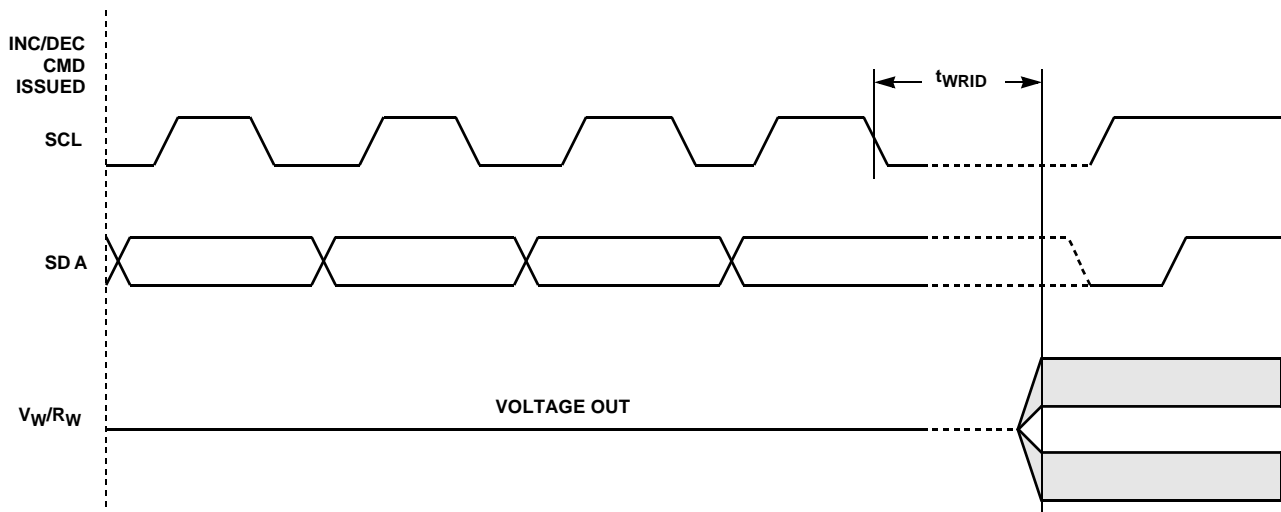 INC/DEC
CMD
ISSUED
tWRID
SCL
SD A
VOLTAGE OUT
VW/RW